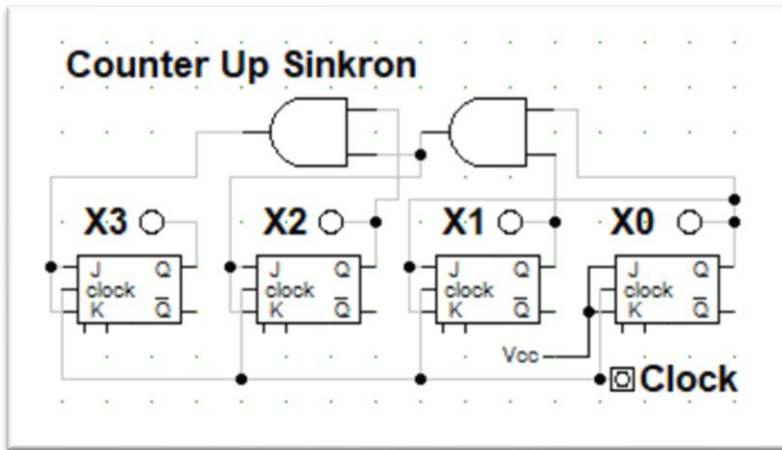 Counter Up Sinkron
X3 X2 X1 X0
J Q J Q J Q J Q
clock clock clock clock
K Q̅ K Q̅ K Q̅ K Q̅
Vcc
Clock